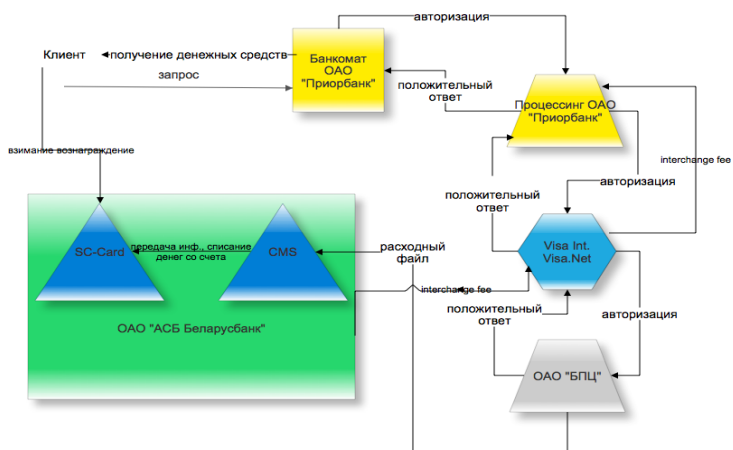 авторизация
Клиент
получение денежных средств
Банкомат
ОАО
"Приорбанк"
запрос
положительный
ответ
Процессинг ОАО
"Приорбанк"
взимание вознаграждение
interchange fee
авторизация
положительный
ответ
SC-Card
передача инф., списание
денег со счета
CMS
расходный
файл
Visa Int.
Visa.Net
interchange fee
положительный
ответ
авторизация
ОАО "АСБ Беларусбанк"
ОАО "БПЦ"